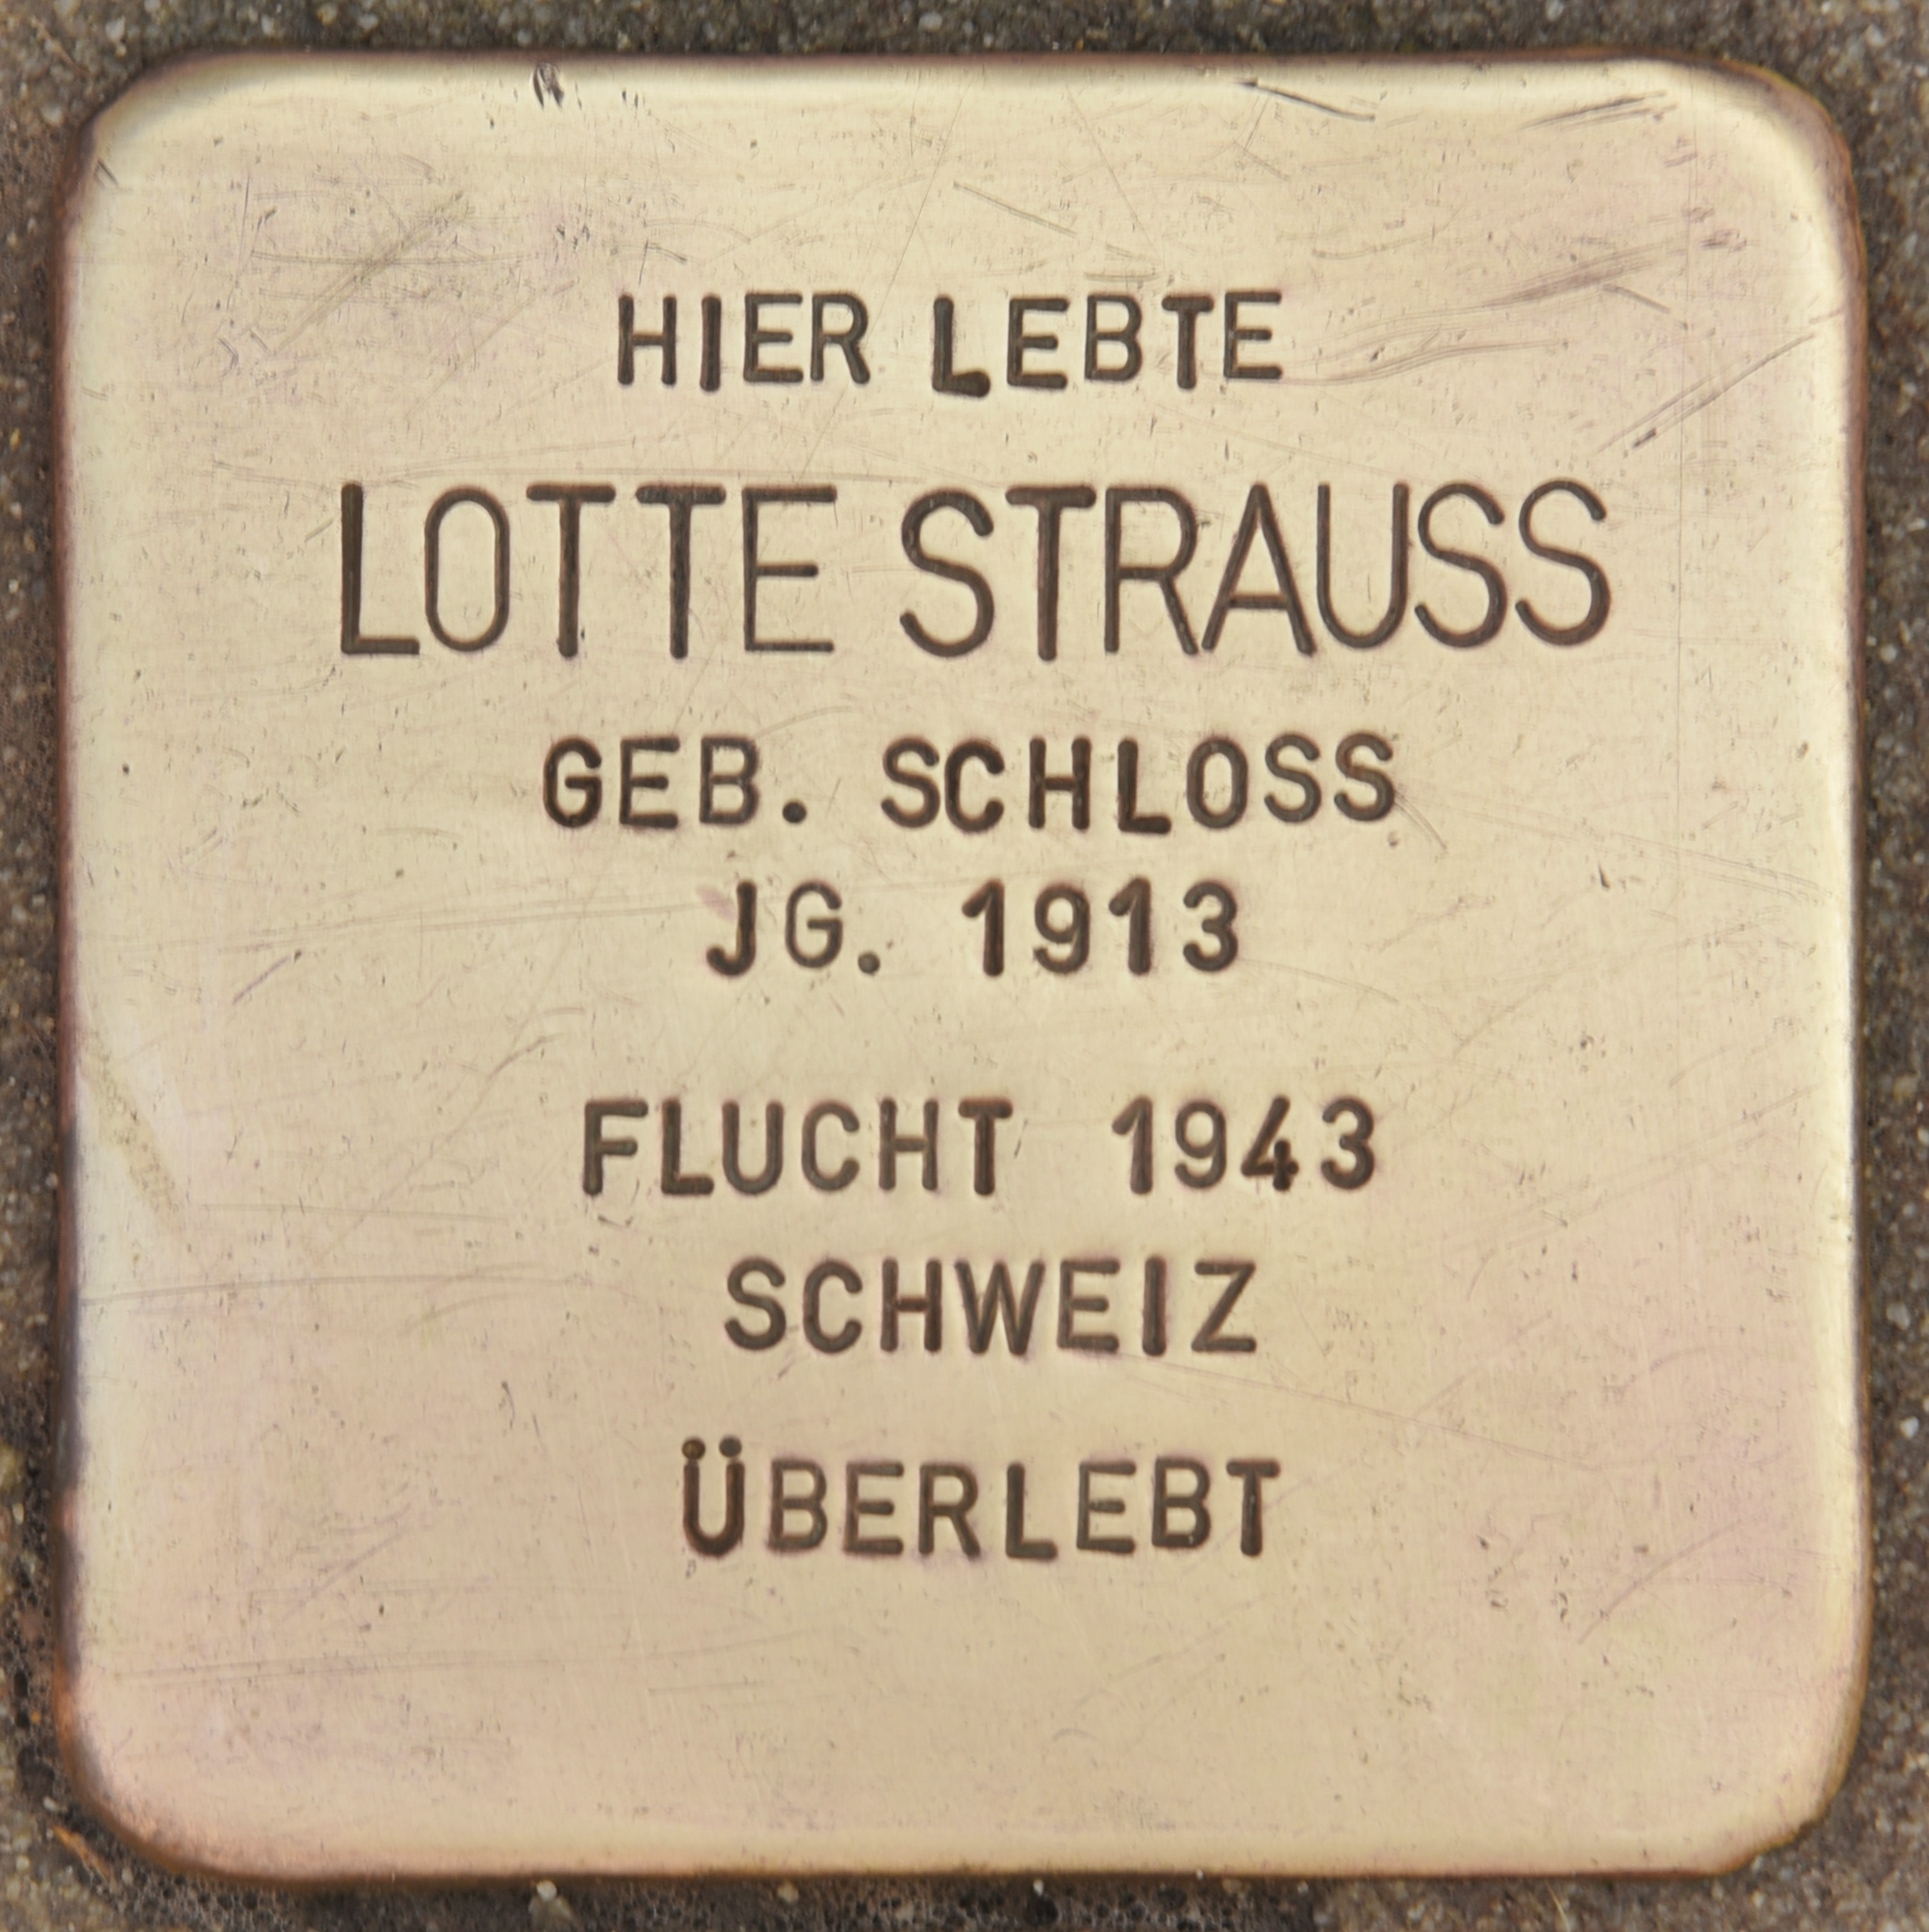 HIER LEBTE
LOTTE STRAUSS
GEB. SCHLOSS
JG. 1913
FLUCHT 1943
SCHWEIZ
ÜBERLEBT